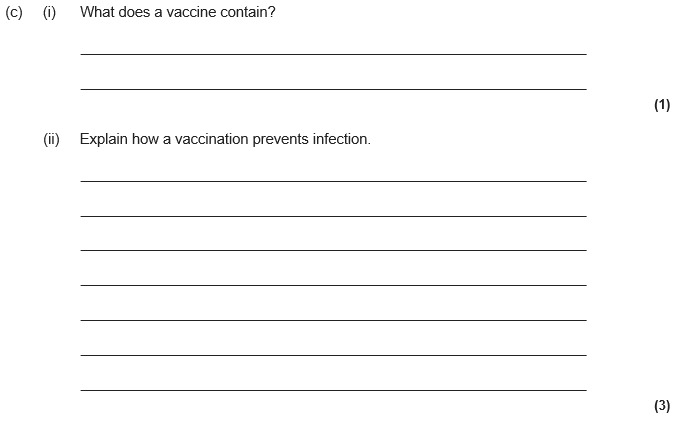 (c) (i) What does a vaccine contain?
(1)
(ii) Explain how a vaccination prevents infection.
(3)